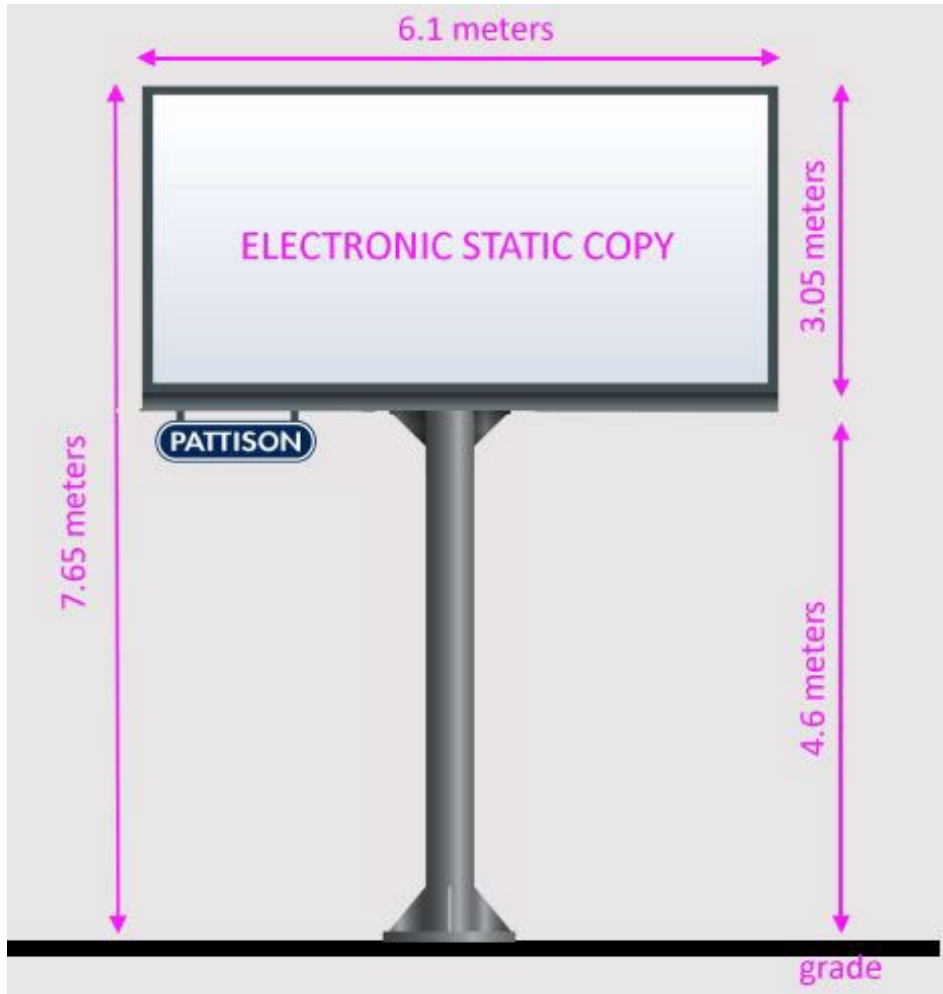 6.1 meters
ELECTRONIC STATIC COPY
3.05 meters
PATTISON
7.65 meters
4.6 meters
grade